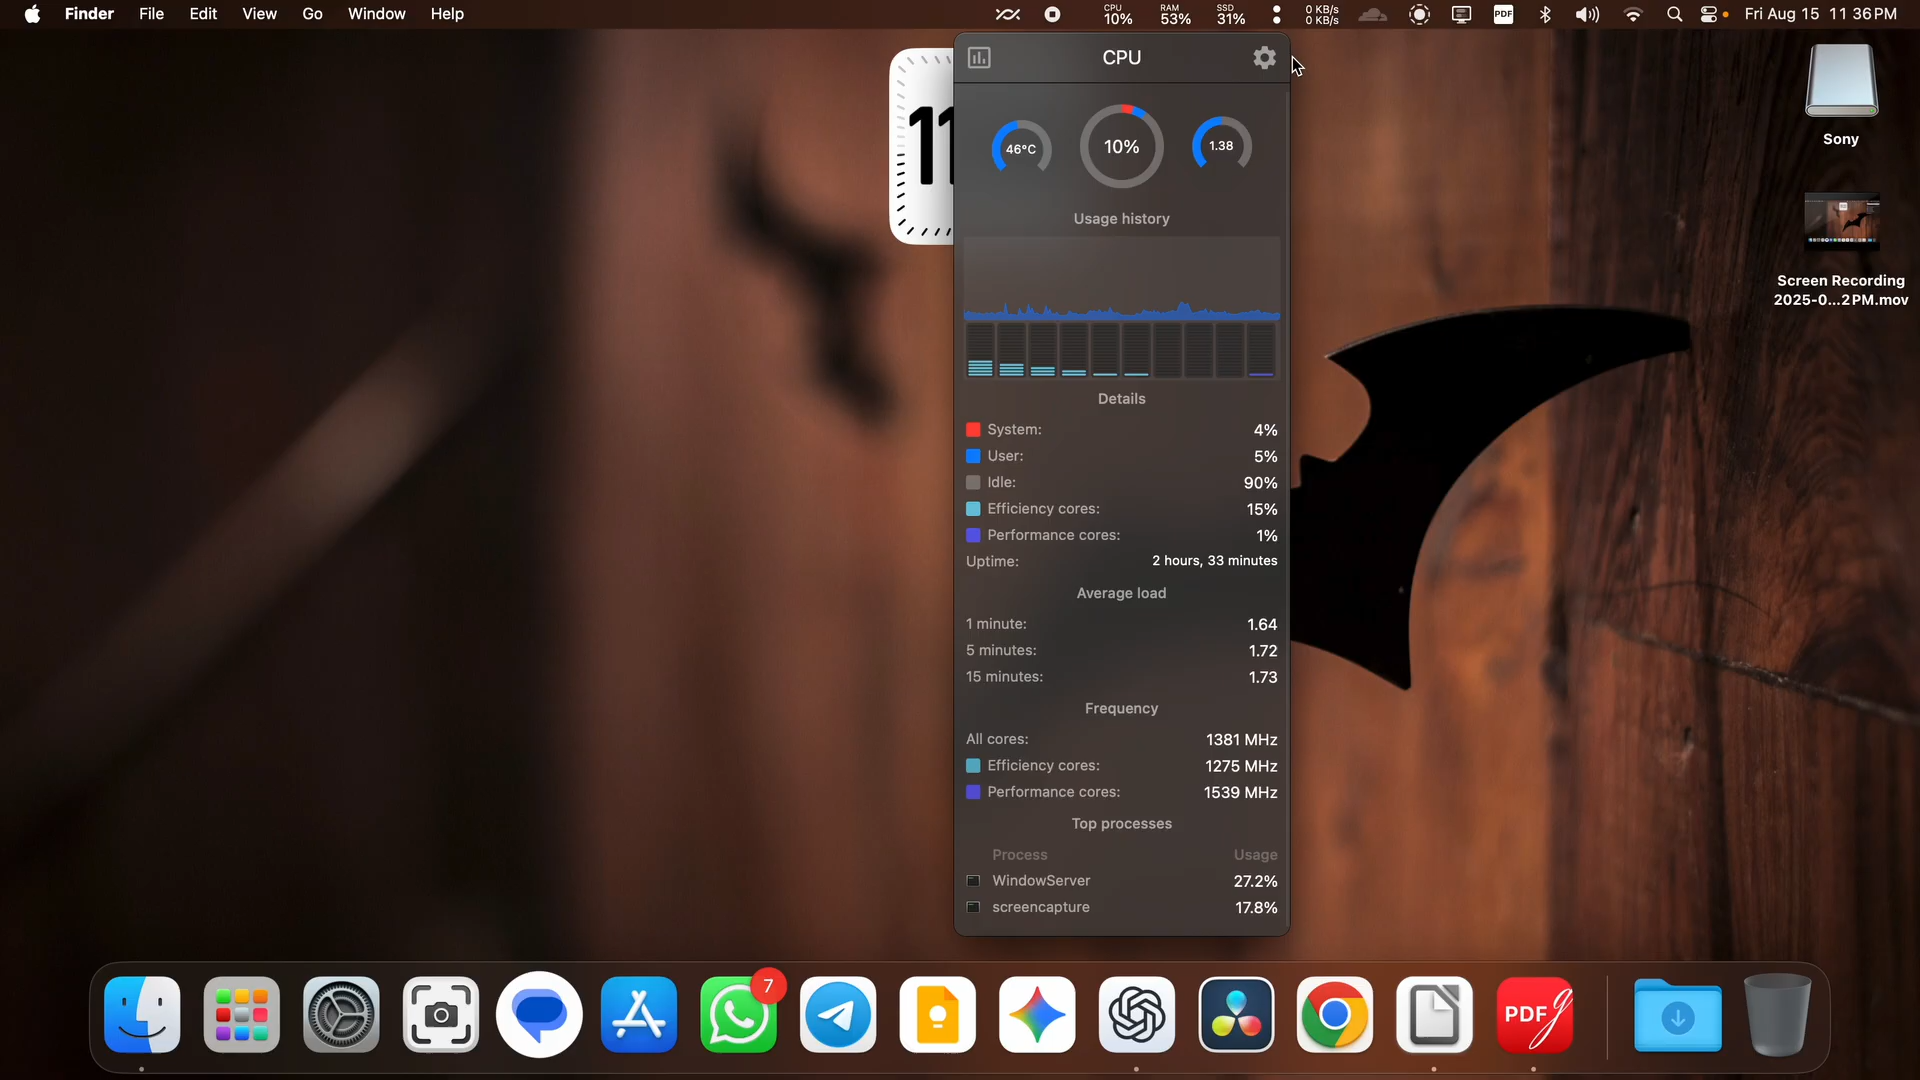 Finder File Edit View Go Window Help CPU 10% RAM 53% SSD 31% 0 KB/s 0 KB/s PDF Fri Aug 15 11 36 PM
CPU
11
46°C 10% 1.38
Usage history
Details
System: 4%
User: 5%
Idle: 90%
Efficiency cores: 15%
Performance cores: 1%
Uptime: 2 hours, 33 minutes
Average load
1 minute: 1.64
5 minutes: 1.72
15 minutes: 1.73
Frequency
All cores: 1381 MHz
Efficiency cores: 1275 MHz
Performance cores: 1539 MHz
Top processes
Process Usage
WindowServer 27.2%
screencapture 17.8%
Sony
Screen Recording
2025-0...2PM.mov
7
PDF